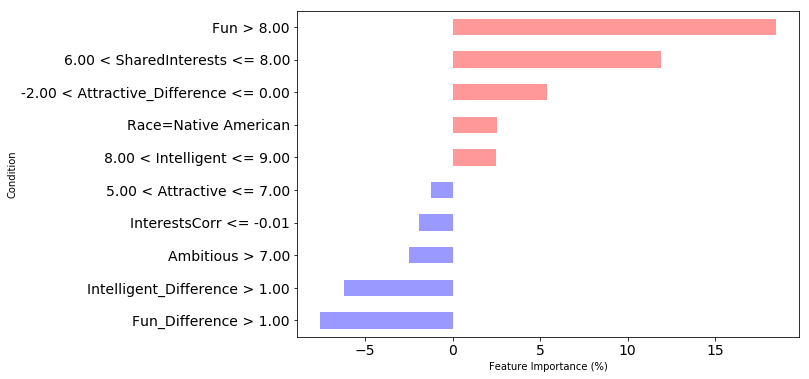 Fun > 8.00
6.00 < SharedInterests <= 8.00
-2.00 < Attractive_Difference <= 0.00
Race=Native American
8.00 < Intelligent <= 9.00
5.00 < Attractive <= 7.00
InterestsCorr <= -0.01
Ambitious > 7.00
Intelligent_Difference > 1.00
Fun_Difference > 1.00
Condition
−5 0 5 10 15
Feature Importance (%)